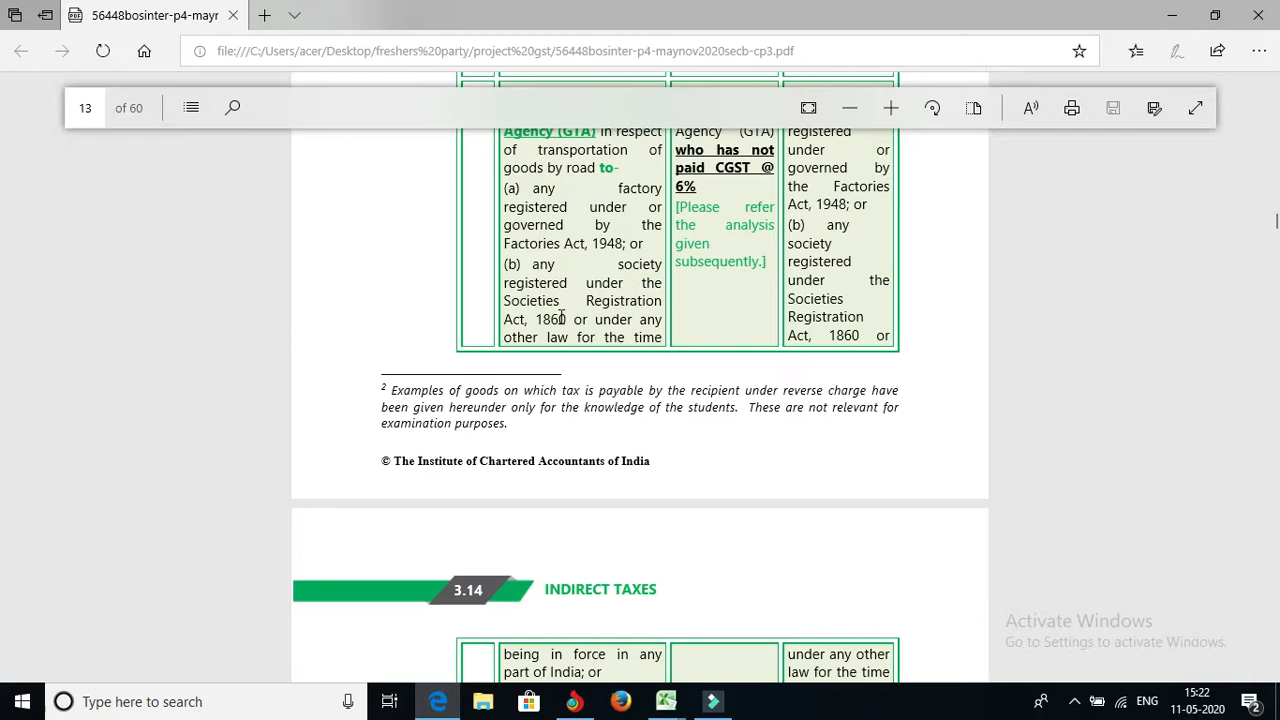 56448bosinter-p4-mayn
file:///C:/Users/acer/Desktop/freshers%20party/project%20gst/56448bosinter-p4-maynov2020secb-cp3.pdf
13 of 60
Agency (GTA) in respect
of transportation of
goods by road to-
(a) any factory
registered under or
governed by the
Factories Act, 1948; or
(b) any society
registered under the
Societies Registration
Act, 1860 or under any
other law for the time
Agency (GTA)
who has not
paid CGST @
6%
[Please refer
the analysis
given
subsequently.]
registered
under or
governed by
the Factories
Act, 1948; or
(b) any
society
registered
under the
Societies
Registration
Act, 1860 or
2 Examples of goods on which tax is payable by the recipient under reverse charge have
been given hereunder only for the knowledge of the students. These are not relevant for
examination purposes.
© The Institute of Chartered Accountants of India
3.14 INDIRECT TAXES
being in force in any
part of India; or
under any other
law for the time
Activate Windows
Go to Settings to activate Windows.
Type here to search
ENG
15:22
11-05-2020
2